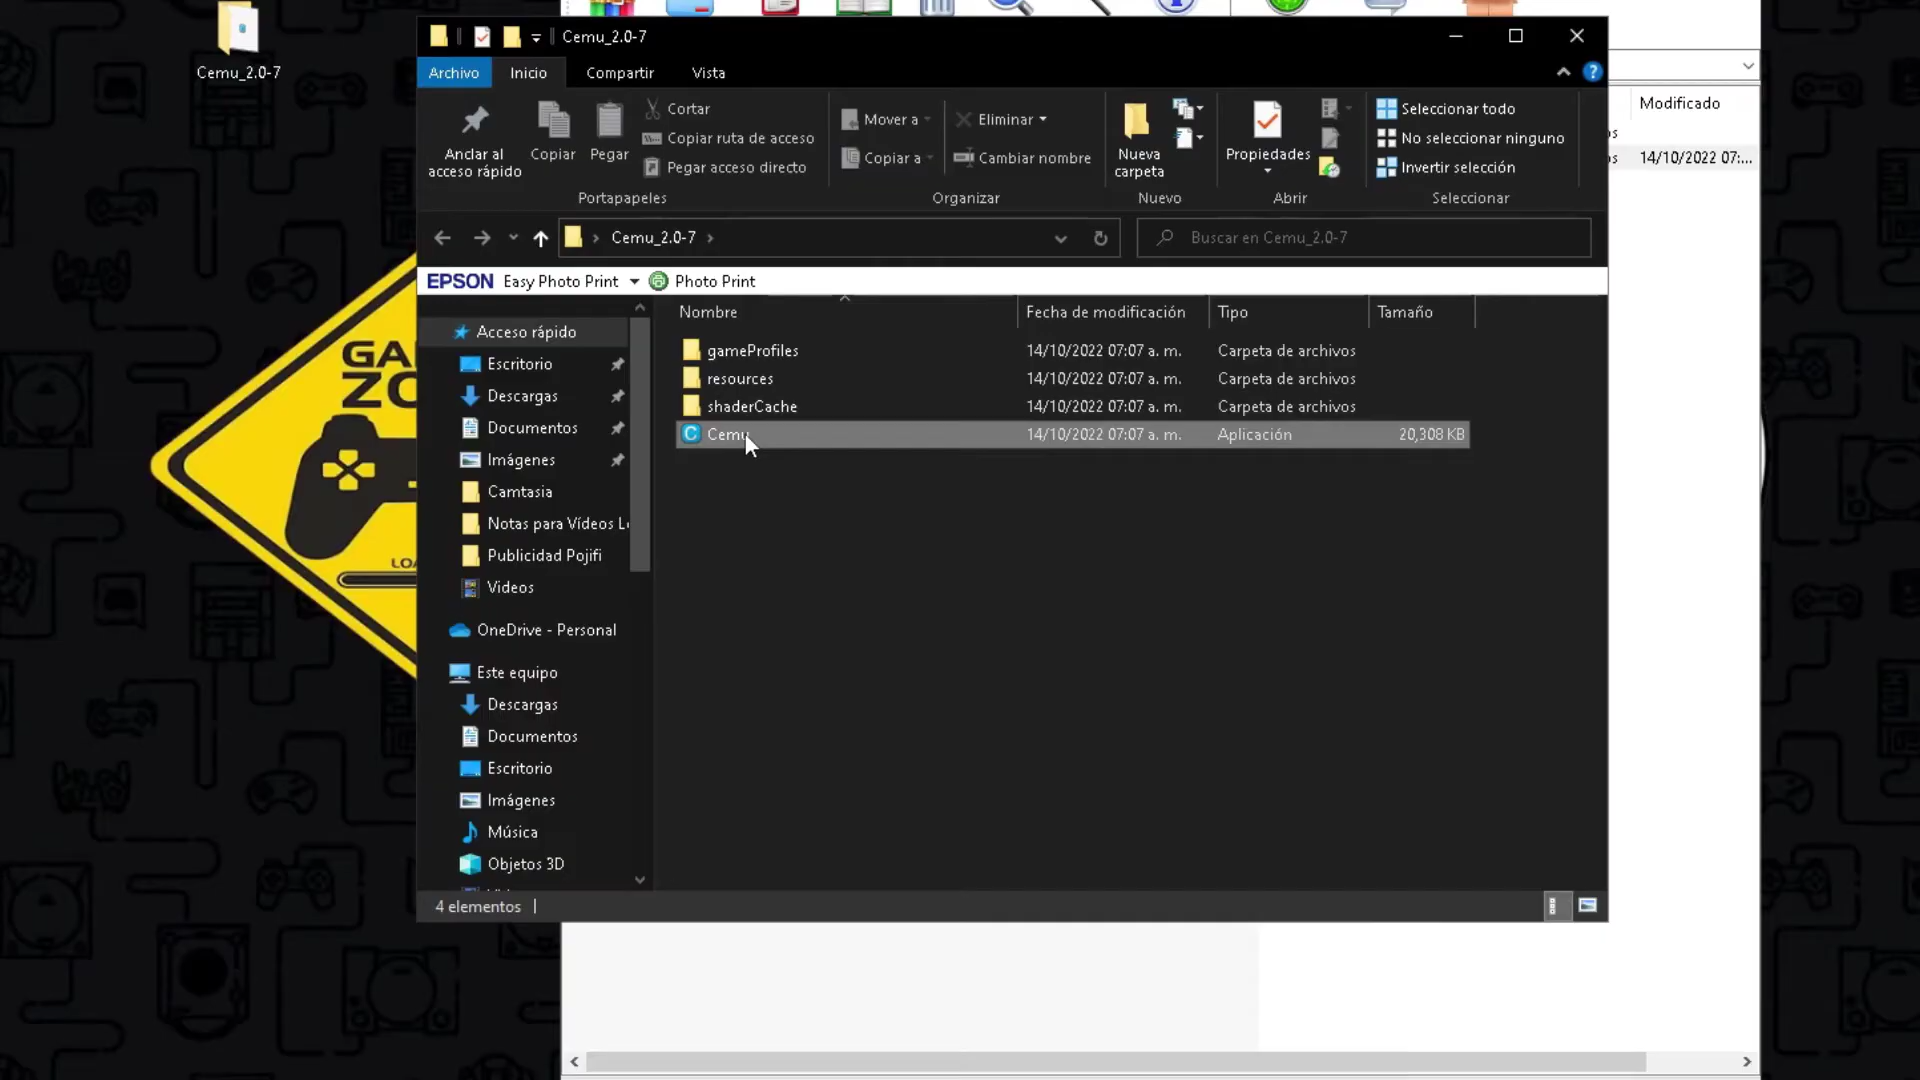 Cemu_2.0-7
Cemu_2.0-7
Archivo Inicio Compartir Vista
Modificado
Anclar al acceso rápido
Copiar
Pegar
Cortar
Copiar ruta de acceso
Pegar acceso directo
Mover a
Copiar a
Eliminar
Cambiar nombre
Nueva carpeta
Propiedades
Seleccionar todo
No seleccionar ninguno
Invertir selección
14/10/2022 07:...
Portapapeles Organizar Nuevo Abrir Seleccionar
Cemu_2.0-7
Buscar en Cemu_2.0-7
EPSON Easy Photo Print Photo Print
Nombre Fecha de modificación Tipo Tamaño
gameProfiles 14/10/2022 07:07 a. m. Carpeta de archivos
resources 14/10/2022 07:07 a. m. Carpeta de archivos
shaderCache 14/10/2022 07:07 a. m. Carpeta de archivos
Cemu 14/10/2022 07:07 a. m. Aplicación 20,308 KB
Acceso rápido
Escritorio
Descargas
Documentos
Imágenes
Camtasia
Notas para Vídeos L
Publicidad Pojifi
Videos
OneDrive - Personal
Este equipo
Descargas
Documentos
Escritorio
Imágenes
Música
Objetos 3D
4 elementos
GA
ZO
LOA